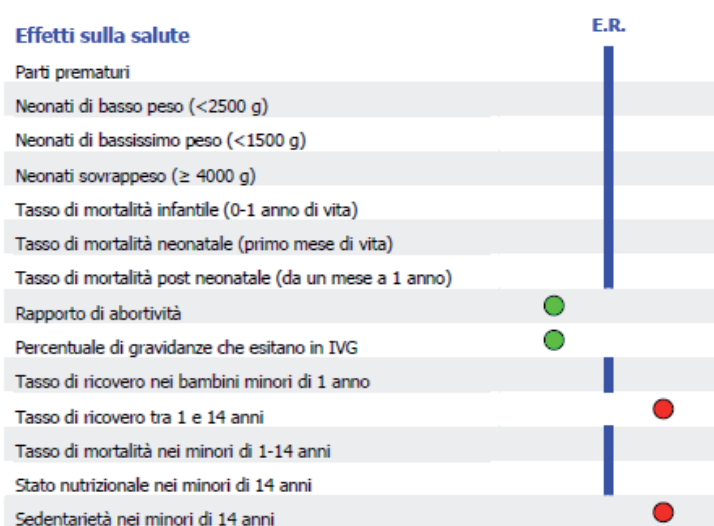 Effetti sulla salute
E.R.
Parti prematuri
Neonati di basso peso (<2500 g)
Neonati di bassissimo peso (<1500 g)
Neonati sovrappeso (≥ 4000 g)
Tasso di mortalità infantile (0-1 anno di vita)
Tasso di mortalità neonatale (primo mese di vita)
Tasso di mortalità post neonatale (da un mese a 1 anno)
Rapporto di abortività
Percentuale di gravidanze che esitano in IVG
Tasso di ricovero nei bambini minori di 1 anno
Tasso di ricovero tra 1 e 14 anni
Tasso di mortalità nei minori di 1-14 anni
Stato nutrizionale nei minori di 14 anni
Sedentarietà nei minori di 14 anni